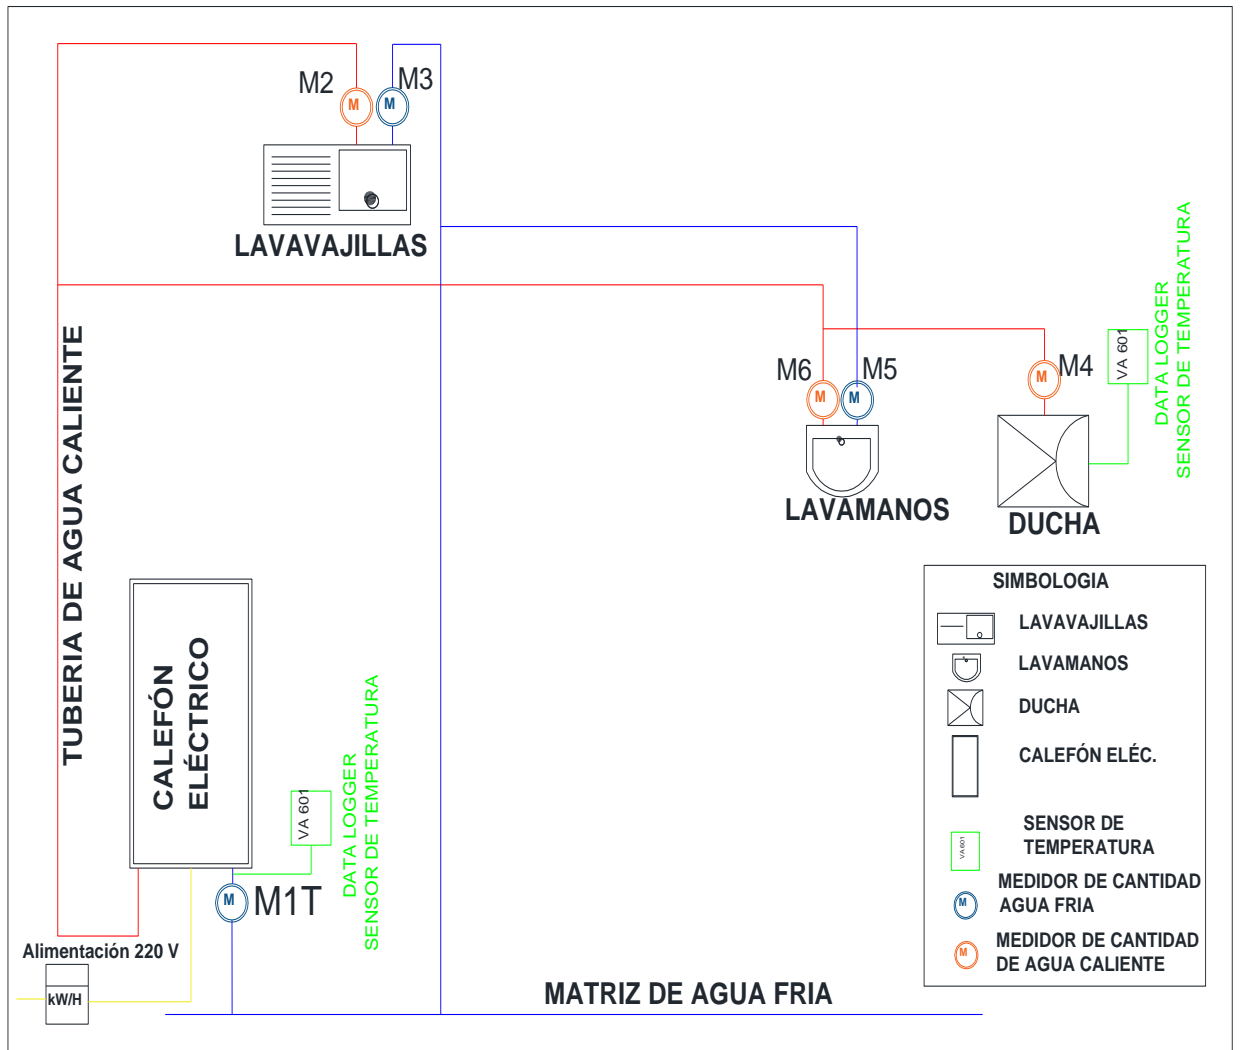 M2
M3
M
M
LAVAVAJILLAS
TUBERIA DE AGUA CALIENTE
M6
M5
M
M
LAVAMANOS
M4
M
DUCHA
VA 601
DATA LOGGER
SENSOR DE TEMPERATURA
CALEFÓN
ELÉCTRICO
VA 601
DATA LOGGER
SENSOR DE TEMPERATURA
M
M1T
Alimentación 220 V
kW/H
MATRIZ DE AGUA FRIA
SIMBOLOGIA
LAVAVAJILLAS
LAVAMANOS
DUCHA
CALEFÓN ELÉC.
VA 601
SENSOR DE
TEMPERATURA
M
MEDIDOR DE CANTIDAD
AGUA FRIA
M
MEDIDOR DE CANTIDAD
DE AGUA CALIENTE